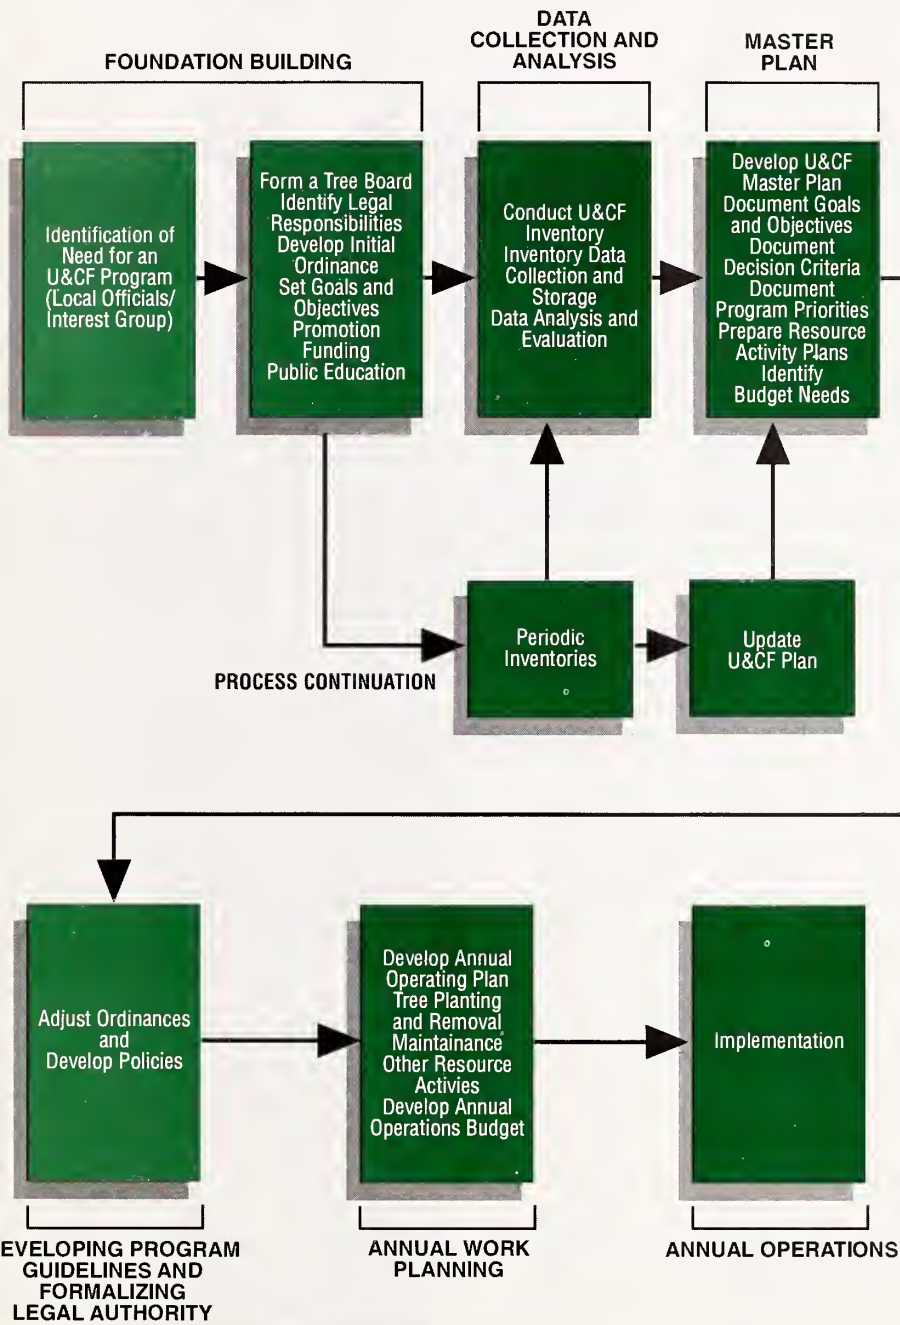 FOUNDATION BUILDING
DATA
COLLECTION AND
ANALYSIS
MASTER
PLAN
Identification of
Need for an
U&CF Program
(Local Officials/
Interest Group)
Form a Tree Board
Identify Legal
Responsibilities
Develop Initial
Ordinance
Set Goals and
Objectives
Promotion
Funding
Public Education
Conduct U&CF
Inventory
Inventory Data
Collection and
Storage
Data Analysis and
Evaluation
Develop U&CF
Master Plan
Document Goals
and Objectives
Document
Decision Criteria
Document
Program Priorities
Prepare Resource
Activity Plans
Identify
Budget Needs
PROCESS CONTINUATION
Periodic
Inventories
Update
U&CF Plan
Adjust Ordinances
and
Develop Policies
Develop Annual
Operating Plan
Tree Planting
and Removal
Maintainance
Other Resource
Activies
Develop Annual
Operations Budget
Implementation
EVELOPING PROGRAM
GUIDELINES AND
FORMALIZING
LEGAL AUTHORITY
ANNUAL WORK
PLANNING
ANNUAL OPERATIONS